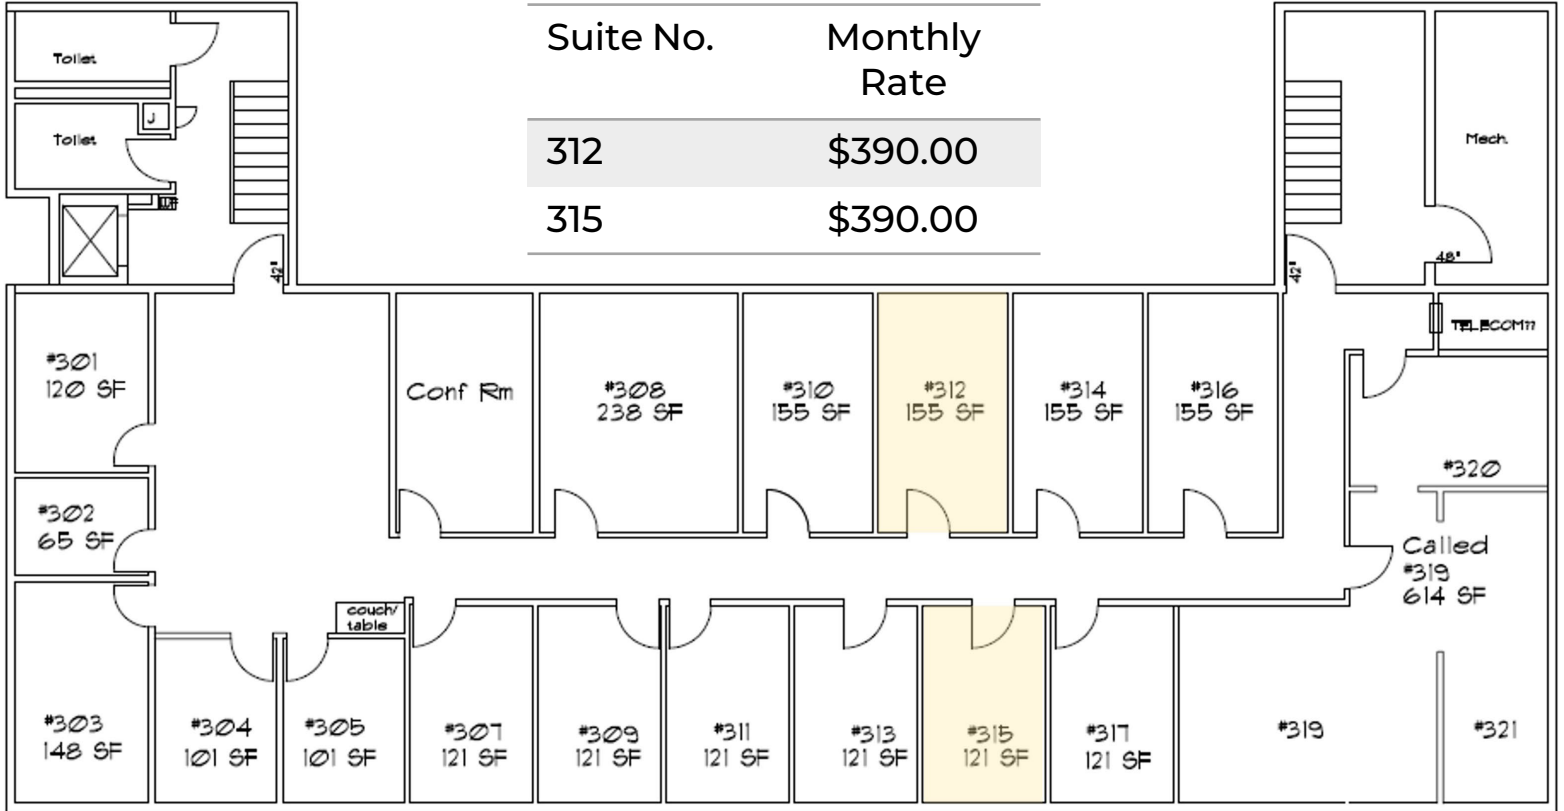 Suite No. Monthly
Rate
312 $390.00
315 $390.00
Toilet
J
Toilet
42"
Mech.
48"
42"
TELECOM
#301
120 SF
#302
65 SF
#303
148 SF
Conf Rm
#308
238 SF
#310
155 SF
#312
155 SF
#314
155 SF
#316
155 SF
#320
Called
#319
614 SF
couch/
table
#304
101 SF
#305
101 SF
#307
121 SF
#309
121 SF
#311
121 SF
#313
121 SF
#315
121 SF
#317
121 SF
#319
#321